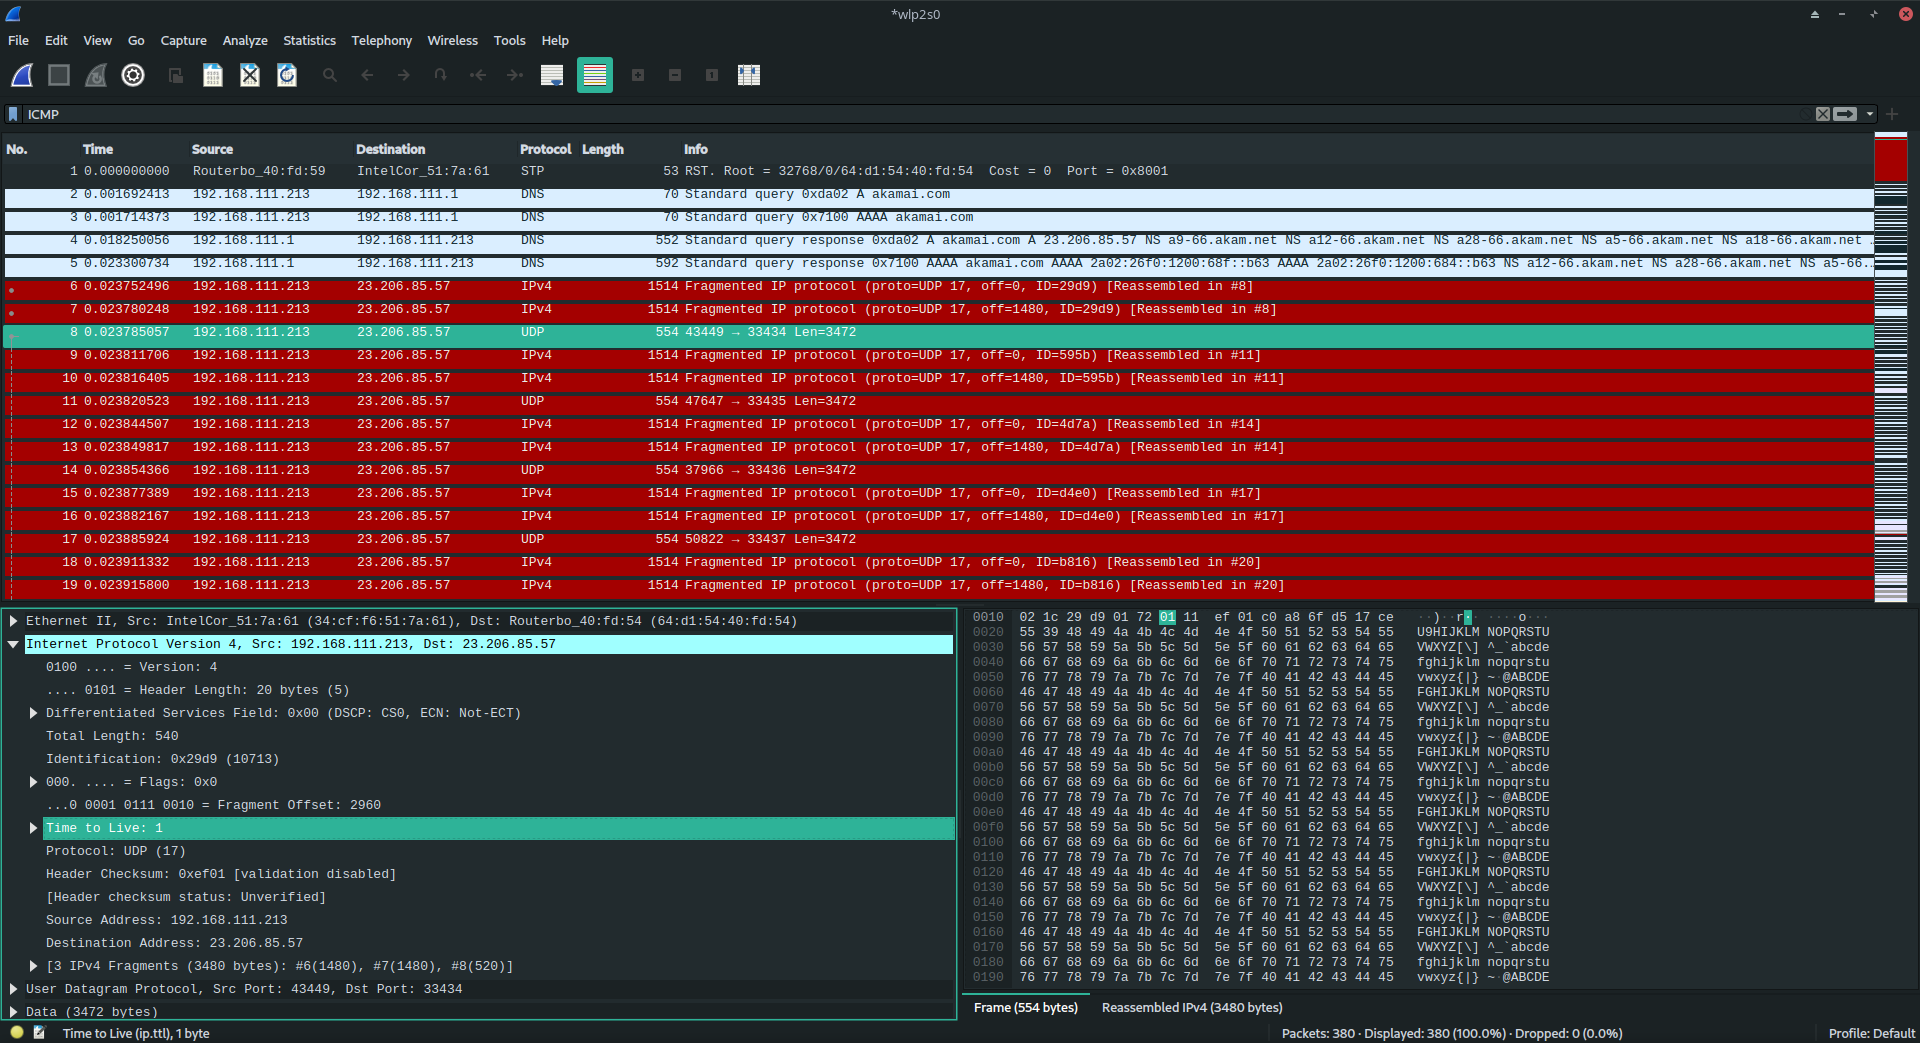 *wlp2s0
File Edit View Go Capture Analyze Statistics Telephony Wireless Tools Help
ICMP
No. Time Source Destination Protocol Length Info
1 0.000000000 Routerbo_40:fd:59 IntelCor_51:7a:61 STP 53 RST. Root = 32768/0/64:d1:54:40:fd:54 Cost = 0 Port = 0x8001
2 0.001692413 192.168.111.213 192.168.111.1 DNS 70 Standard query 0xda02 A akamai.com
3 0.001714373 192.168.111.213 192.168.111.1 DNS 70 Standard query 0x7100 AAAA akamai.com
4 0.018250056 192.168.111.1 192.168.111.213 DNS 552 Standard query response 0xda02 A akamai.com A 23.206.85.57 NS a9-66.akam.net NS a12-66.akam.net NS a28-66.akam.net NS a5-66.akam.net NS a18-66.akam.net …
5 0.023300734 192.168.111.1 192.168.111.213 DNS 592 Standard query response 0x7100 AAAA akamai.com AAAA 2a02:26f0:1200:68f::b63 AAAA 2a02:26f0:1200:684::b63 NS a12-66.akam.net NS a28-66.akam.net NS a5-66…
6 0.023752496 192.168.111.213 23.206.85.57 IPv4 1514 Fragmented IP protocol (proto=UDP 17, off=0, ID=29d9) [Reassembled in #8]
7 0.023780248 192.168.111.213 23.206.85.57 IPv4 1514 Fragmented IP protocol (proto=UDP 17, off=1480, ID=29d9) [Reassembled in #8]
8 0.023785057 192.168.111.213 23.206.85.57 UDP 554 43449 → 33434 Len=3472
9 0.023811706 192.168.111.213 23.206.85.57 IPv4 1514 Fragmented IP protocol (proto=UDP 17, off=0, ID=595b) [Reassembled in #11]
10 0.023816405 192.168.111.213 23.206.85.57 IPv4 1514 Fragmented IP protocol (proto=UDP 17, off=1480, ID=595b) [Reassembled in #11]
11 0.023820523 192.168.111.213 23.206.85.57 UDP 554 47647 → 33435 Len=3472
12 0.023844507 192.168.111.213 23.206.85.57 IPv4 1514 Fragmented IP protocol (proto=UDP 17, off=0, ID=4d7a) [Reassembled in #14]
13 0.023849817 192.168.111.213 23.206.85.57 IPv4 1514 Fragmented IP protocol (proto=UDP 17, off=1480, ID=4d7a) [Reassembled in #14]
14 0.023854366 192.168.111.213 23.206.85.57 UDP 554 37966 → 33436 Len=3472
15 0.023877389 192.168.111.213 23.206.85.57 IPv4 1514 Fragmented IP protocol (proto=UDP 17, off=0, ID=d4e0) [Reassembled in #17]
16 0.023882167 192.168.111.213 23.206.85.57 IPv4 1514 Fragmented IP protocol (proto=UDP 17, off=1480, ID=d4e0) [Reassembled in #17]
17 0.023885924 192.168.111.213 23.206.85.57 UDP 554 50822 → 33437 Len=3472
18 0.023911332 192.168.111.213 23.206.85.57 IPv4 1514 Fragmented IP protocol (proto=UDP 17, off=0, ID=b816) [Reassembled in #20]
19 0.023915800 192.168.111.213 23.206.85.57 IPv4 1514 Fragmented IP protocol (proto=UDP 17, off=1480, ID=b816) [Reassembled in #20]
Ethernet II, Src: IntelCor_51:7a:61 (34:cf:f6:51:7a:61), Dst: Routerbo_40:fd:54 (64:d1:54:40:fd:54)
Internet Protocol Version 4, Src: 192.168.111.213, Dst: 23.206.85.57
0100 .... = Version: 4
.... 0101 = Header Length: 20 bytes (5)
Differentiated Services Field: 0x00 (DSCP: CS0, ECN: Not-ECT)
Total Length: 540
Identification: 0x29d9 (10713)
000. .... = Flags: 0x0
...0 0001 0111 0010 = Fragment Offset: 2960
Time to Live: 1
Protocol: UDP (17)
Header Checksum: 0xef01 [validation disabled]
[Header checksum status: Unverified]
Source Address: 192.168.111.213
Destination Address: 23.206.85.57
[3 IPv4 Fragments (3480 bytes): #6(1480), #7(1480), #8(520)]
User Datagram Protocol, Src Port: 43449, Dst Port: 33434
Data (3472 bytes)
0010 02 1c 29 d9 01 72 01 11 ef 01 c0 a8 6f d5 17 ce ··)··r·· ····o···
0020 55 39 48 49 4a 4b 4c 4d 4e 4f 50 51 52 53 54 55 U9HIJKLM NOPQRSTU
0030 56 57 58 59 5a 5b 5c 5d 5e 5f 60 61 62 63 64 65 VWXYZ[\] ^_`abcde
0040 66 67 68 69 6a 6b 6c 6d 6e 6f 70 71 72 73 74 75 fghijklm nopqrstu
0050 76 77 78 79 7a 7b 7c 7d 7e 7f 40 41 42 43 44 45 vwxyz{|} ~·@ABCDE
0060 46 47 48 49 4a 4b 4c 4d 4e 4f 50 51 52 53 54 55 FGHIJKLM NOPQRSTU
0070 56 57 58 59 5a 5b 5c 5d 5e 5f 60 61 62 63 64 65 VWXYZ[\] ^_`abcde
0080 66 67 68 69 6a 6b 6c 6d 6e 6f 70 71 72 73 74 75 fghijklm nopqrstu
0090 76 77 78 79 7a 7b 7c 7d 7e 7f 40 41 42 43 44 45 vwxyz{|} ~·@ABCDE
00a0 46 47 48 49 4a 4b 4c 4d 4e 4f 50 51 52 53 54 55 FGHIJKLM NOPQRSTU
00b0 56 57 58 59 5a 5b 5c 5d 5e 5f 60 61 62 63 64 65 VWXYZ[\] ^_`abcde
00c0 66 67 68 69 6a 6b 6c 6d 6e 6f 70 71 72 73 74 75 fghijklm nopqrstu
00d0 76 77 78 79 7a 7b 7c 7d 7e 7f 40 41 42 43 44 45 vwxyz{|} ~·@ABCDE
00e0 46 47 48 49 4a 4b 4c 4d 4e 4f 50 51 52 53 54 55 FGHIJKLM NOPQRSTU
00f0 56 57 58 59 5a 5b 5c 5d 5e 5f 60 61 62 63 64 65 VWXYZ[\] ^_`abcde
0100 66 67 68 69 6a 6b 6c 6d 6e 6f 70 71 72 73 74 75 fghijklm nopqrstu
0110 76 77 78 79 7a 7b 7c 7d 7e 7f 40 41 42 43 44 45 vwxyz{|} ~·@ABCDE
0120 46 47 48 49 4a 4b 4c 4d 4e 4f 50 51 52 53 54 55 FGHIJKLM NOPQRSTU
0130 56 57 58 59 5a 5b 5c 5d 5e 5f 60 61 62 63 64 65 VWXYZ[\] ^_`abcde
0140 66 67 68 69 6a 6b 6c 6d 6e 6f 70 71 72 73 74 75 fghijklm nopqrstu
0150 76 77 78 79 7a 7b 7c 7d 7e 7f 40 41 42 43 44 45 vwxyz{|} ~·@ABCDE
0160 46 47 48 49 4a 4b 4c 4d 4e 4f 50 51 52 53 54 55 FGHIJKLM NOPQRSTU
0170 56 57 58 59 5a 5b 5c 5d 5e 5f 60 61 62 63 64 65 VWXYZ[\] ^_`abcde
0180 66 67 68 69 6a 6b 6c 6d 6e 6f 70 71 72 73 74 75 fghijklm nopqrstu
0190 76 77 78 79 7a 7b 7c 7d 7e 7f 40 41 42 43 44 45 vwxyz{|} ~·@ABCDE
Frame (554 bytes) Reassembled IPv4 (3480 bytes)
Time to Live (ip.ttl), 1 byte Packets: 380 · Displayed: 380 (100.0%) · Dropped: 0 (0.0%) Profile: Default